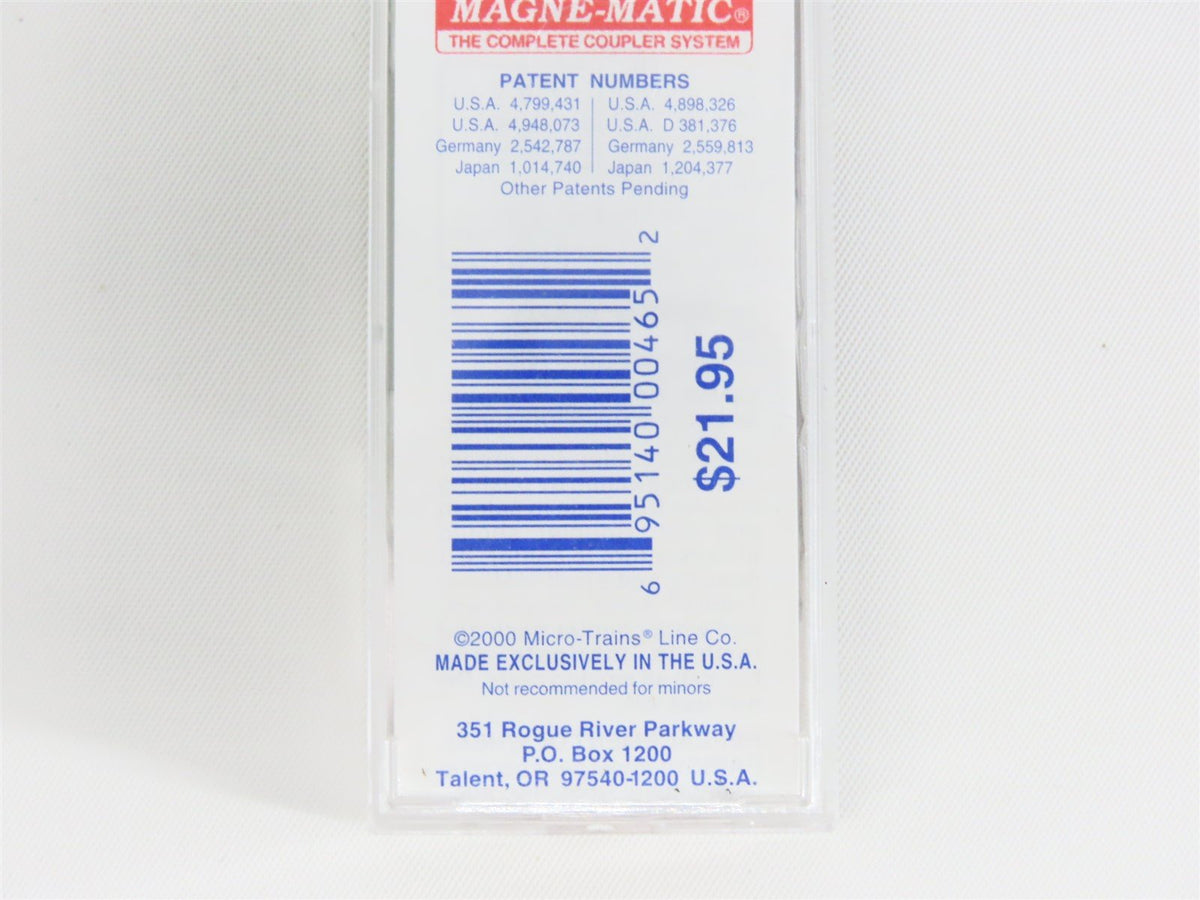 MAGNE-MATIC®
THE COMPLETE COUPLER SYSTEM
PATENT NUMBERS
U.S.A. 4,799,431 U.S.A. 4,898,326
U.S.A. 4,948,073 U.S.A. D 381,376
Germany 2,542,787 Germany 2,559,813
Japan 1,014,740 Japan 1,204,377
Other Patents Pending
6 95140 00465 2
$21.95
©2000 Micro-Trains® Line Co.
MADE EXCLUSIVELY IN THE U.S.A.
Not recommended for minors
351 Rogue River Parkway
P.O. Box 1200
Talent, OR 97540-1200 U.S.A.